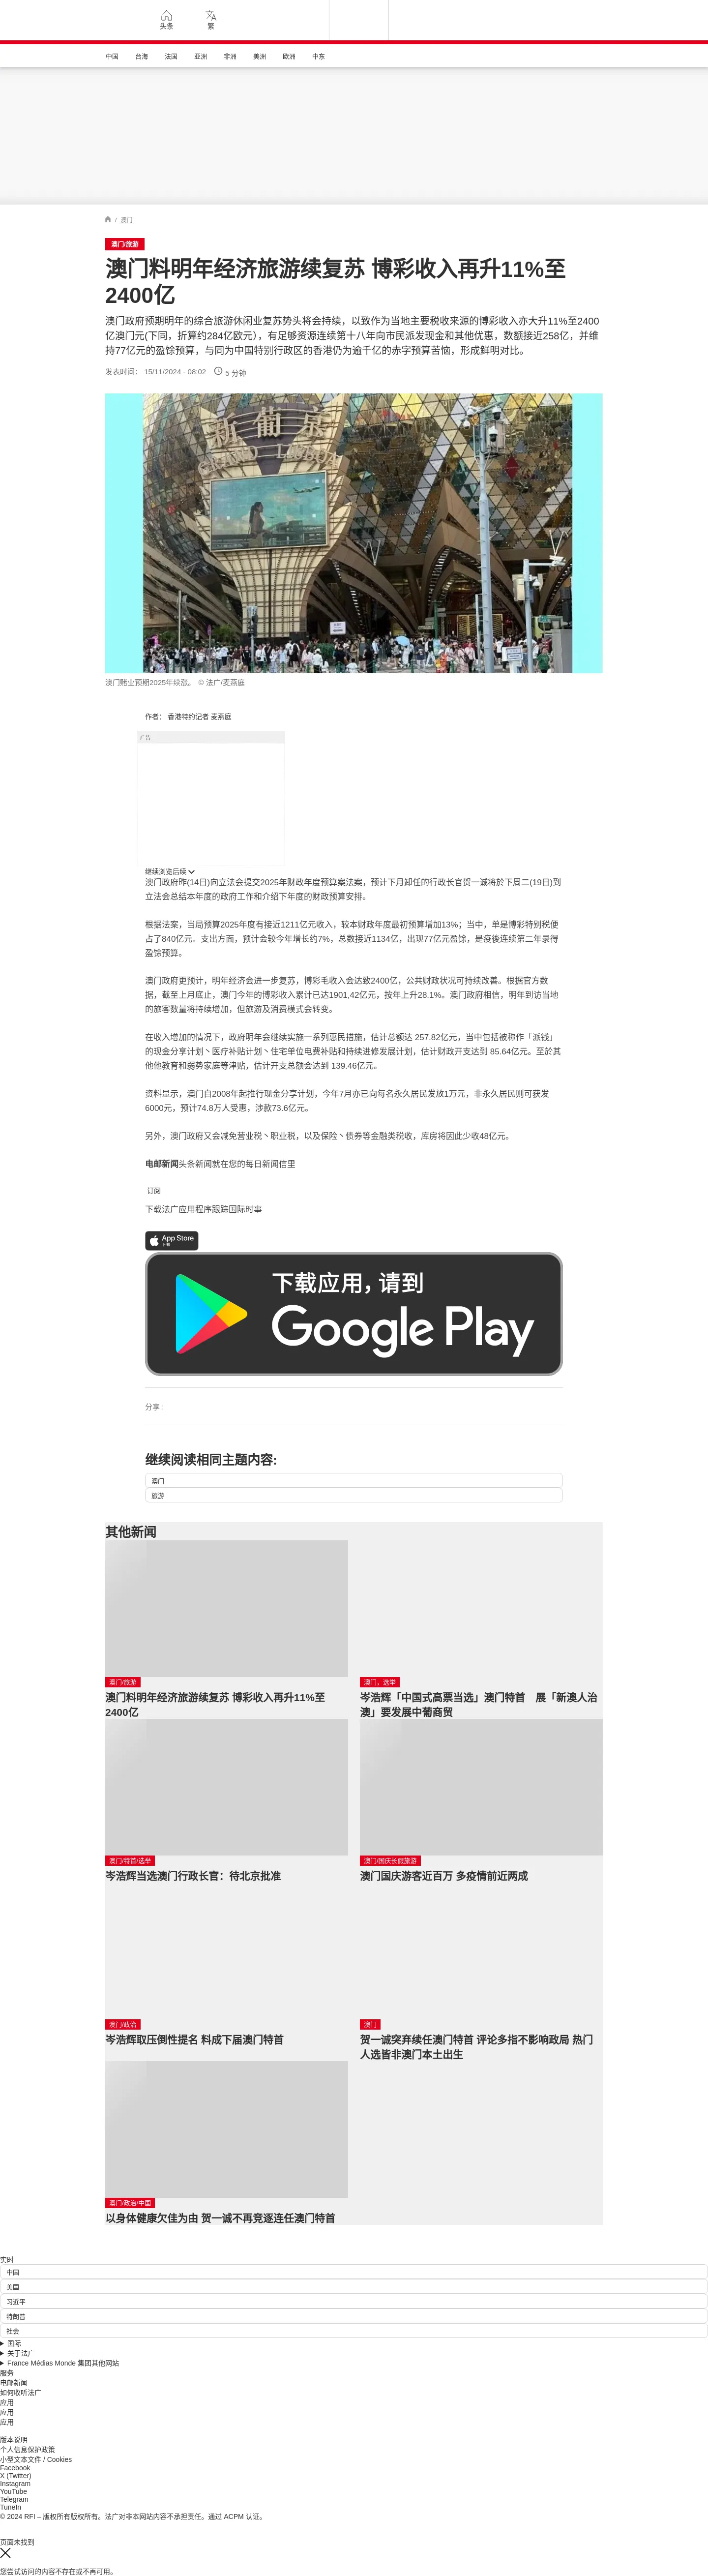 头条
繁
中国
台海
法国
亚洲
非洲
美洲
欧洲
中东
/ 澳门
澳门/旅游
澳门料明年经济旅游续复苏 博彩收入再升11%至
2400亿
澳门政府预期明年的综合旅游休闲业复苏势头将会持续，以致作为当地主要税收来源的博彩收入亦大升11%至2400
亿澳门元(下同，折算约284亿欧元），有足够资源连续第十八年向市民派发现金和其他优惠，数额接近258亿，并维
持77亿元的盈馀预算，与同为中国特别行政区的香港仍为逾千亿的赤字预算苦恼，形成鲜明对比。
发表时间： 15/11/2024 - 08:02
5 分钟
新葡京
GRAND LISBOA
澳门赌业预期2025年续涨。 © 法广/麦燕庭
作者： 香港特约记者 麦燕庭
广告
继续浏览后续
澳门政府昨(14日)向立法会提交2025年财政年度预算案法案，预计下月卸任的行政长官贺一诚将於下周二(19日)到
立法会总结本年度的政府工作和介绍下年度的财政预算安排。
根据法案，当局预算2025年度有接近1211亿元收入，较本财政年度最初预算增加13%；当中，单是博彩特别税便
占了840亿元。支出方面，预计会较今年增长约7%，总数接近1134亿，出现77亿元盈馀，是疫後连续第二年录得
盈馀预算。
澳门政府更预计，明年经济会进一步复苏，博彩毛收入会达致2400亿，公共财政状况可持续改善。根据官方数
据，截至上月底止，澳门今年的博彩收入累计已达1901,42亿元，按年上升28.1%。澳门政府相信，明年到访当地
的旅客数量将持续增加，但旅游及消费模式会转变。
在收入增加的情况下，政府明年会继续实施一系列惠民措施，估计总额达 257.82亿元，当中包括被称作「派钱」
的现金分享计划丶医疗补贴计划丶住宅单位电费补贴和持续进修发展计划，估计财政开支达到 85.64亿元。至於其
他他教育和弱势家庭等津贴，估计开支总额会达到 139.46亿元。
资料显示，澳门自2008年起推行现金分享计划，今年7月亦已向每名永久居民发放1万元，非永久居民则可获发
6000元，预计74.8万人受惠，涉款73.6亿元。
另外，澳门政府又会减免营业税丶职业税，以及保险丶债券等金融类税收，库房将因此少收48亿元。
电邮新闻头条新闻就在您的每日新闻信里
订阅
下载法广应用程序跟踪国际时事
App Store
下载
下载应用，请到
Google Play
分享 :
继续阅读相同主题内容:
澳门
旅游
其他新闻
澳门/旅游
澳门料明年经济旅游续复苏 博彩收入再升11%至
2400亿
澳门，选举
岑浩辉「中国式高票当选」澳门特首　展「新澳人治
澳」要发展中葡商贸
澳门/特首/选举
岑浩辉当选澳门行政长官：待北京批准
澳门/国庆长假旅游
澳门国庆游客近百万 多疫情前近两成
澳门/政治
岑浩辉取压倒性提名 料成下届澳门特首
澳门
贺一诚突弃续任澳门特首 评论多指不影响政局 热门
人选皆非澳门本土出生
澳门/政治/中国
以身体健康欠佳为由 贺一诚不再竞逐连任澳门特首
实时
中国
美国
习近平
特朗普
社会
国际
关于法广
France Médias Monde 集团其他网站
服务
电邮新闻
如何收听法广
应用
应用
应用
版本说明
个人信息保护政策
小型文本文件 / Cookies
Facebook
X (Twitter)
Instagram
YouTube
Telegram
TuneIn
© 2024 RFI – 版权所有版权所有。法广对非本网站内容不承担责任。通过 ACPM 认证。
页面未找到
您尝试访问的内容不存在或不再可用。